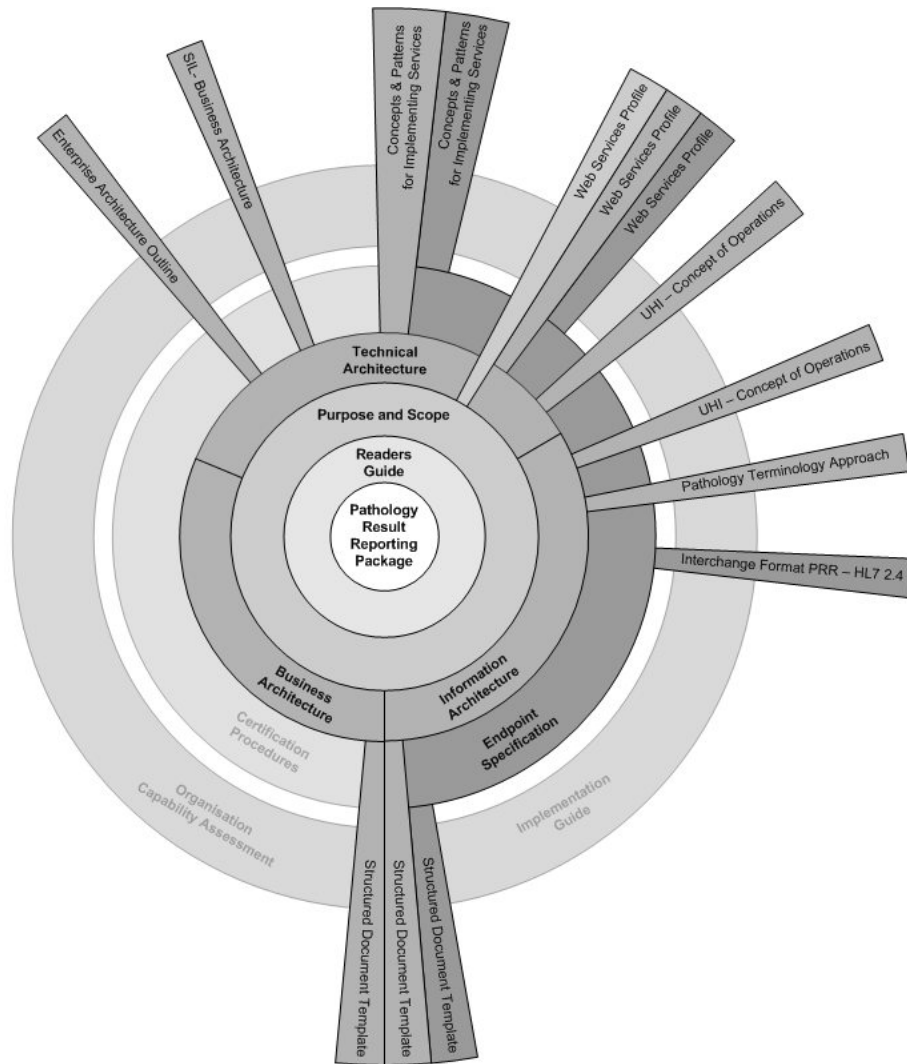 Concepts & Patterns
for Implementing Services
Concepts & Patterns
for Implementing Services
SIL- Business Architecture
Enterprise Architecture Outline
Web Services Profile
Web Services Profile
Web Services Profile
UHI – Concept of Operations
UHI – Concept of Operations
Pathology Terminology Approach
Interchange Format PRR – HL7 2.4
Technical
Architecture
Purpose and Scope
Readers
Guide
Pathology
Result
Reporting
Package
Business
Architecture
Information
Architecture
Certification
Procedures
Endpoint
Specification
Organisation
Capability Assessment
Implementation
Guide
Structured Document Template
Structured Document Template
Structured Document Template